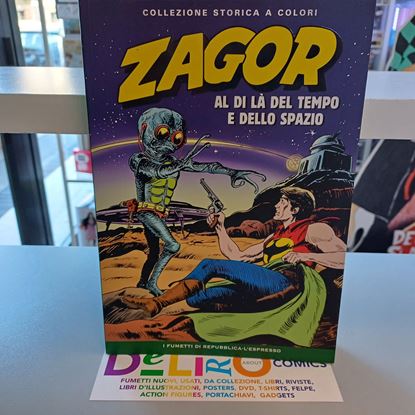 COLLEZIONE STORICA A COLORI
ZAGOR
AL DI LÀ DEL TEMPO
E DELLO SPAZIO
I FUMETTI DI REPUBBLICA-L'ESPRESSO
DeLiRO ABOUT COMICS
FUMETTI NUOVI, USATI, DA COLLEZIONE, LIBRI, RIVISTE,
LIBRI D'ILLUSTRAZIONI, POSTERS, DVD, T-SHIRTS, FELPE,
ACTION FIGURES, PORTACHIAVI, GADGETS